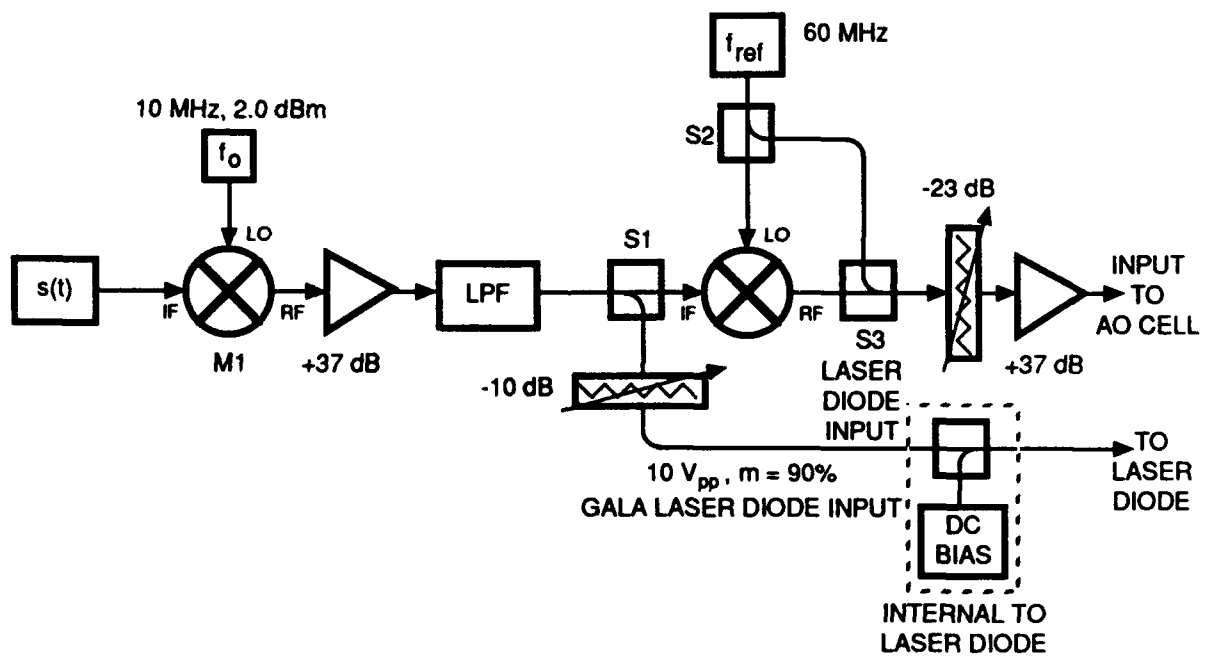 f_ref
60 MHz
10 MHz, 2.0 dBm
f_o
S2
-23 dB
LO
LO
S1
s(t)
IF
RF
LPF
IF
RF
INPUT
TO
AO CELL
M1
+37 dB
S3
+37 dB
-10 dB
LASER
DIODE
INPUT
10 V_pp, m = 90%
GALA LASER DIODE INPUT
TO
LASER
DIODE
DC
BIAS
INTERNAL TO
LASER DIODE